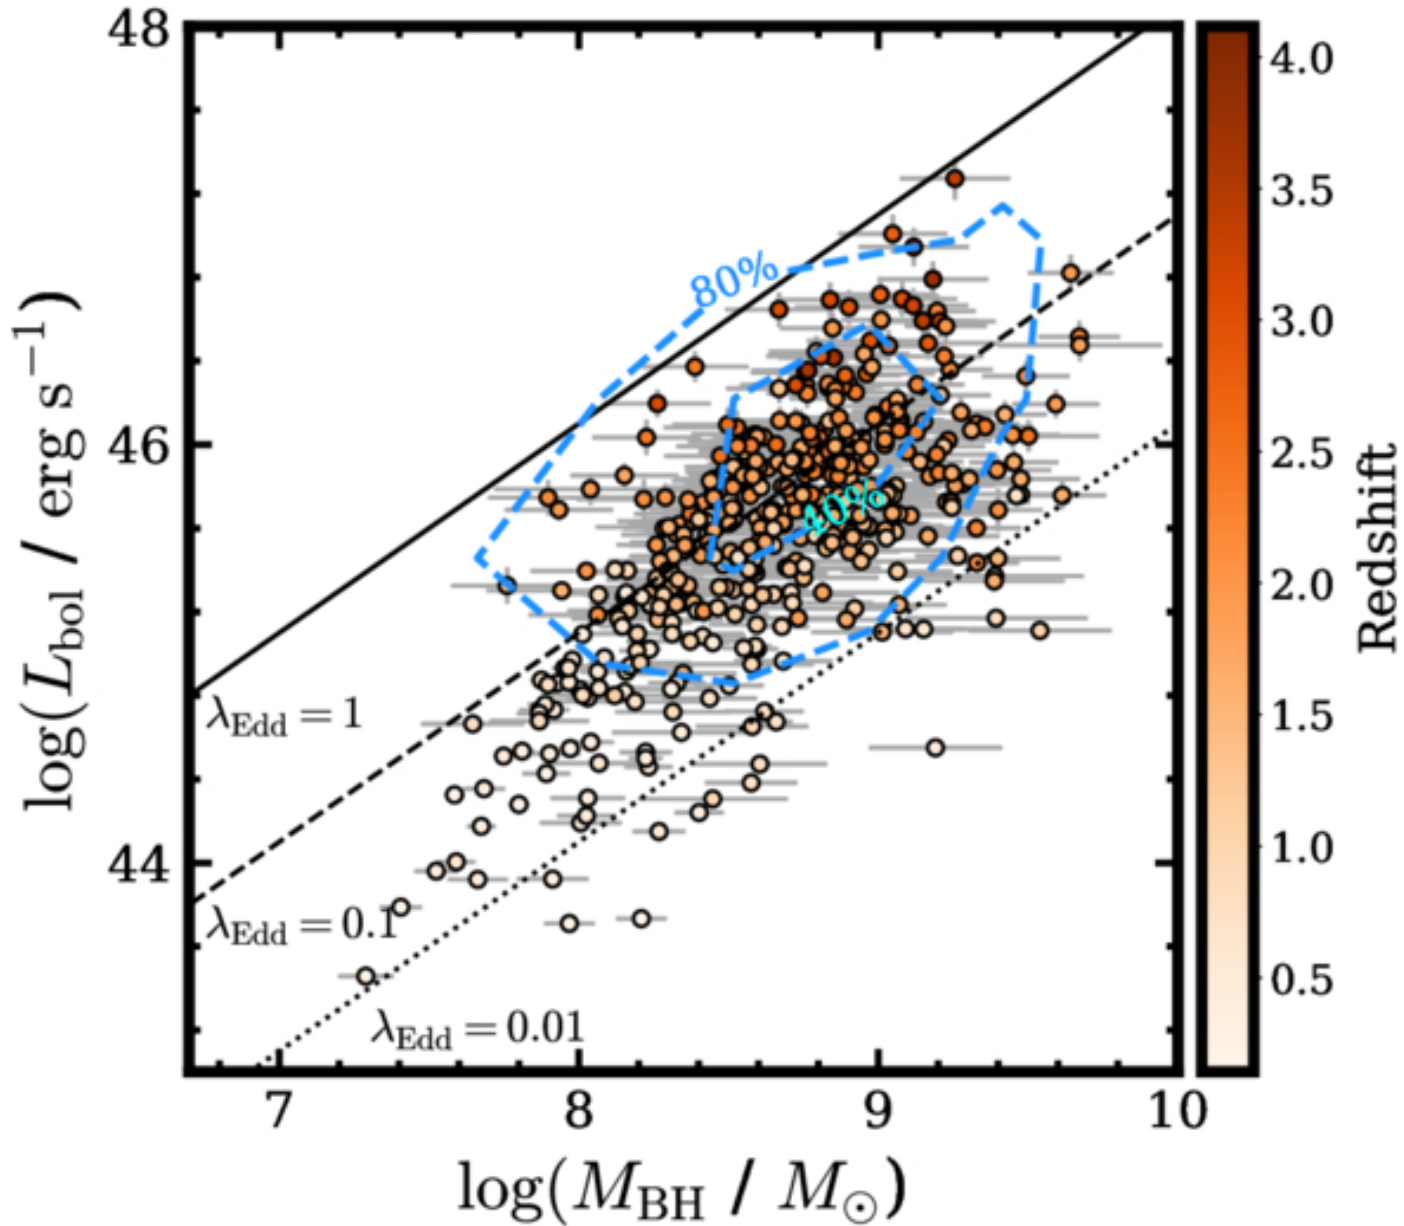 48
46
44
log(L_bol / erg s⁻¹)
80%
40%
λ_Edd = 1
λ_Edd = 0.1
λ_Edd = 0.01
7
8
9
10
log(M_BH / M_⊙)
4.0
3.5
3.0
2.5
2.0
1.5
1.0
0.5
Redshift